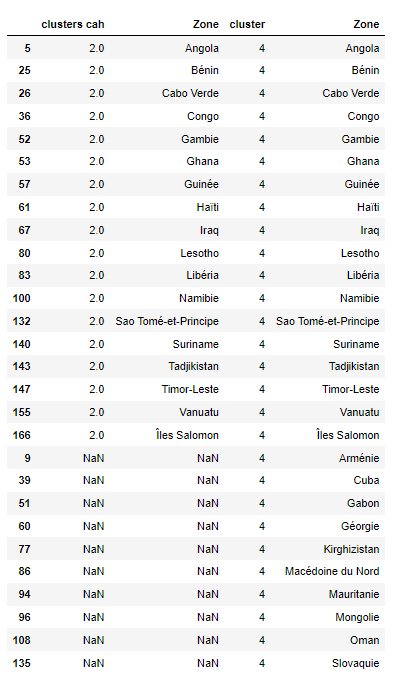 clusters cah Zone cluster Zone
5 2.0 Angola 4 Angola
25 2.0 Bénin 4 Bénin
26 2.0 Cabo Verde 4 Cabo Verde
36 2.0 Congo 4 Congo
52 2.0 Gambie 4 Gambie
53 2.0 Ghana 4 Ghana
57 2.0 Guinée 4 Guinée
61 2.0 Haïti 4 Haïti
67 2.0 Iraq 4 Iraq
80 2.0 Lesotho 4 Lesotho
83 2.0 Libéria 4 Libéria
100 2.0 Namibie 4 Namibie
132 2.0 Sao Tomé-et-Principe 4 Sao Tomé-et-Principe
140 2.0 Suriname 4 Suriname
143 2.0 Tadjikistan 4 Tadjikistan
147 2.0 Timor-Leste 4 Timor-Leste
155 2.0 Vanuatu 4 Vanuatu
166 2.0 Îles Salomon 4 Îles Salomon
9 NaN NaN 4 Arménie
39 NaN NaN 4 Cuba
51 NaN NaN 4 Gabon
60 NaN NaN 4 Géorgie
77 NaN NaN 4 Kirghizistan
86 NaN NaN 4 Macédoine du Nord
94 NaN NaN 4 Mauritanie
96 NaN NaN 4 Mongolie
108 NaN NaN 4 Oman
135 NaN NaN 4 Slovaquie